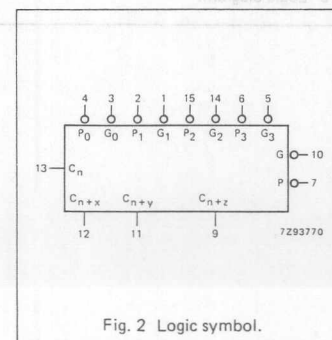 4 3 2 1 15 14 6 5
P0 G0 P1 G1 P2 G2 P3 G3
G 10
13 Cn
P 7
Cn+x Cn+y Cn+z
12 11 9 7Z93770
Fig. 2 Logic symbol.